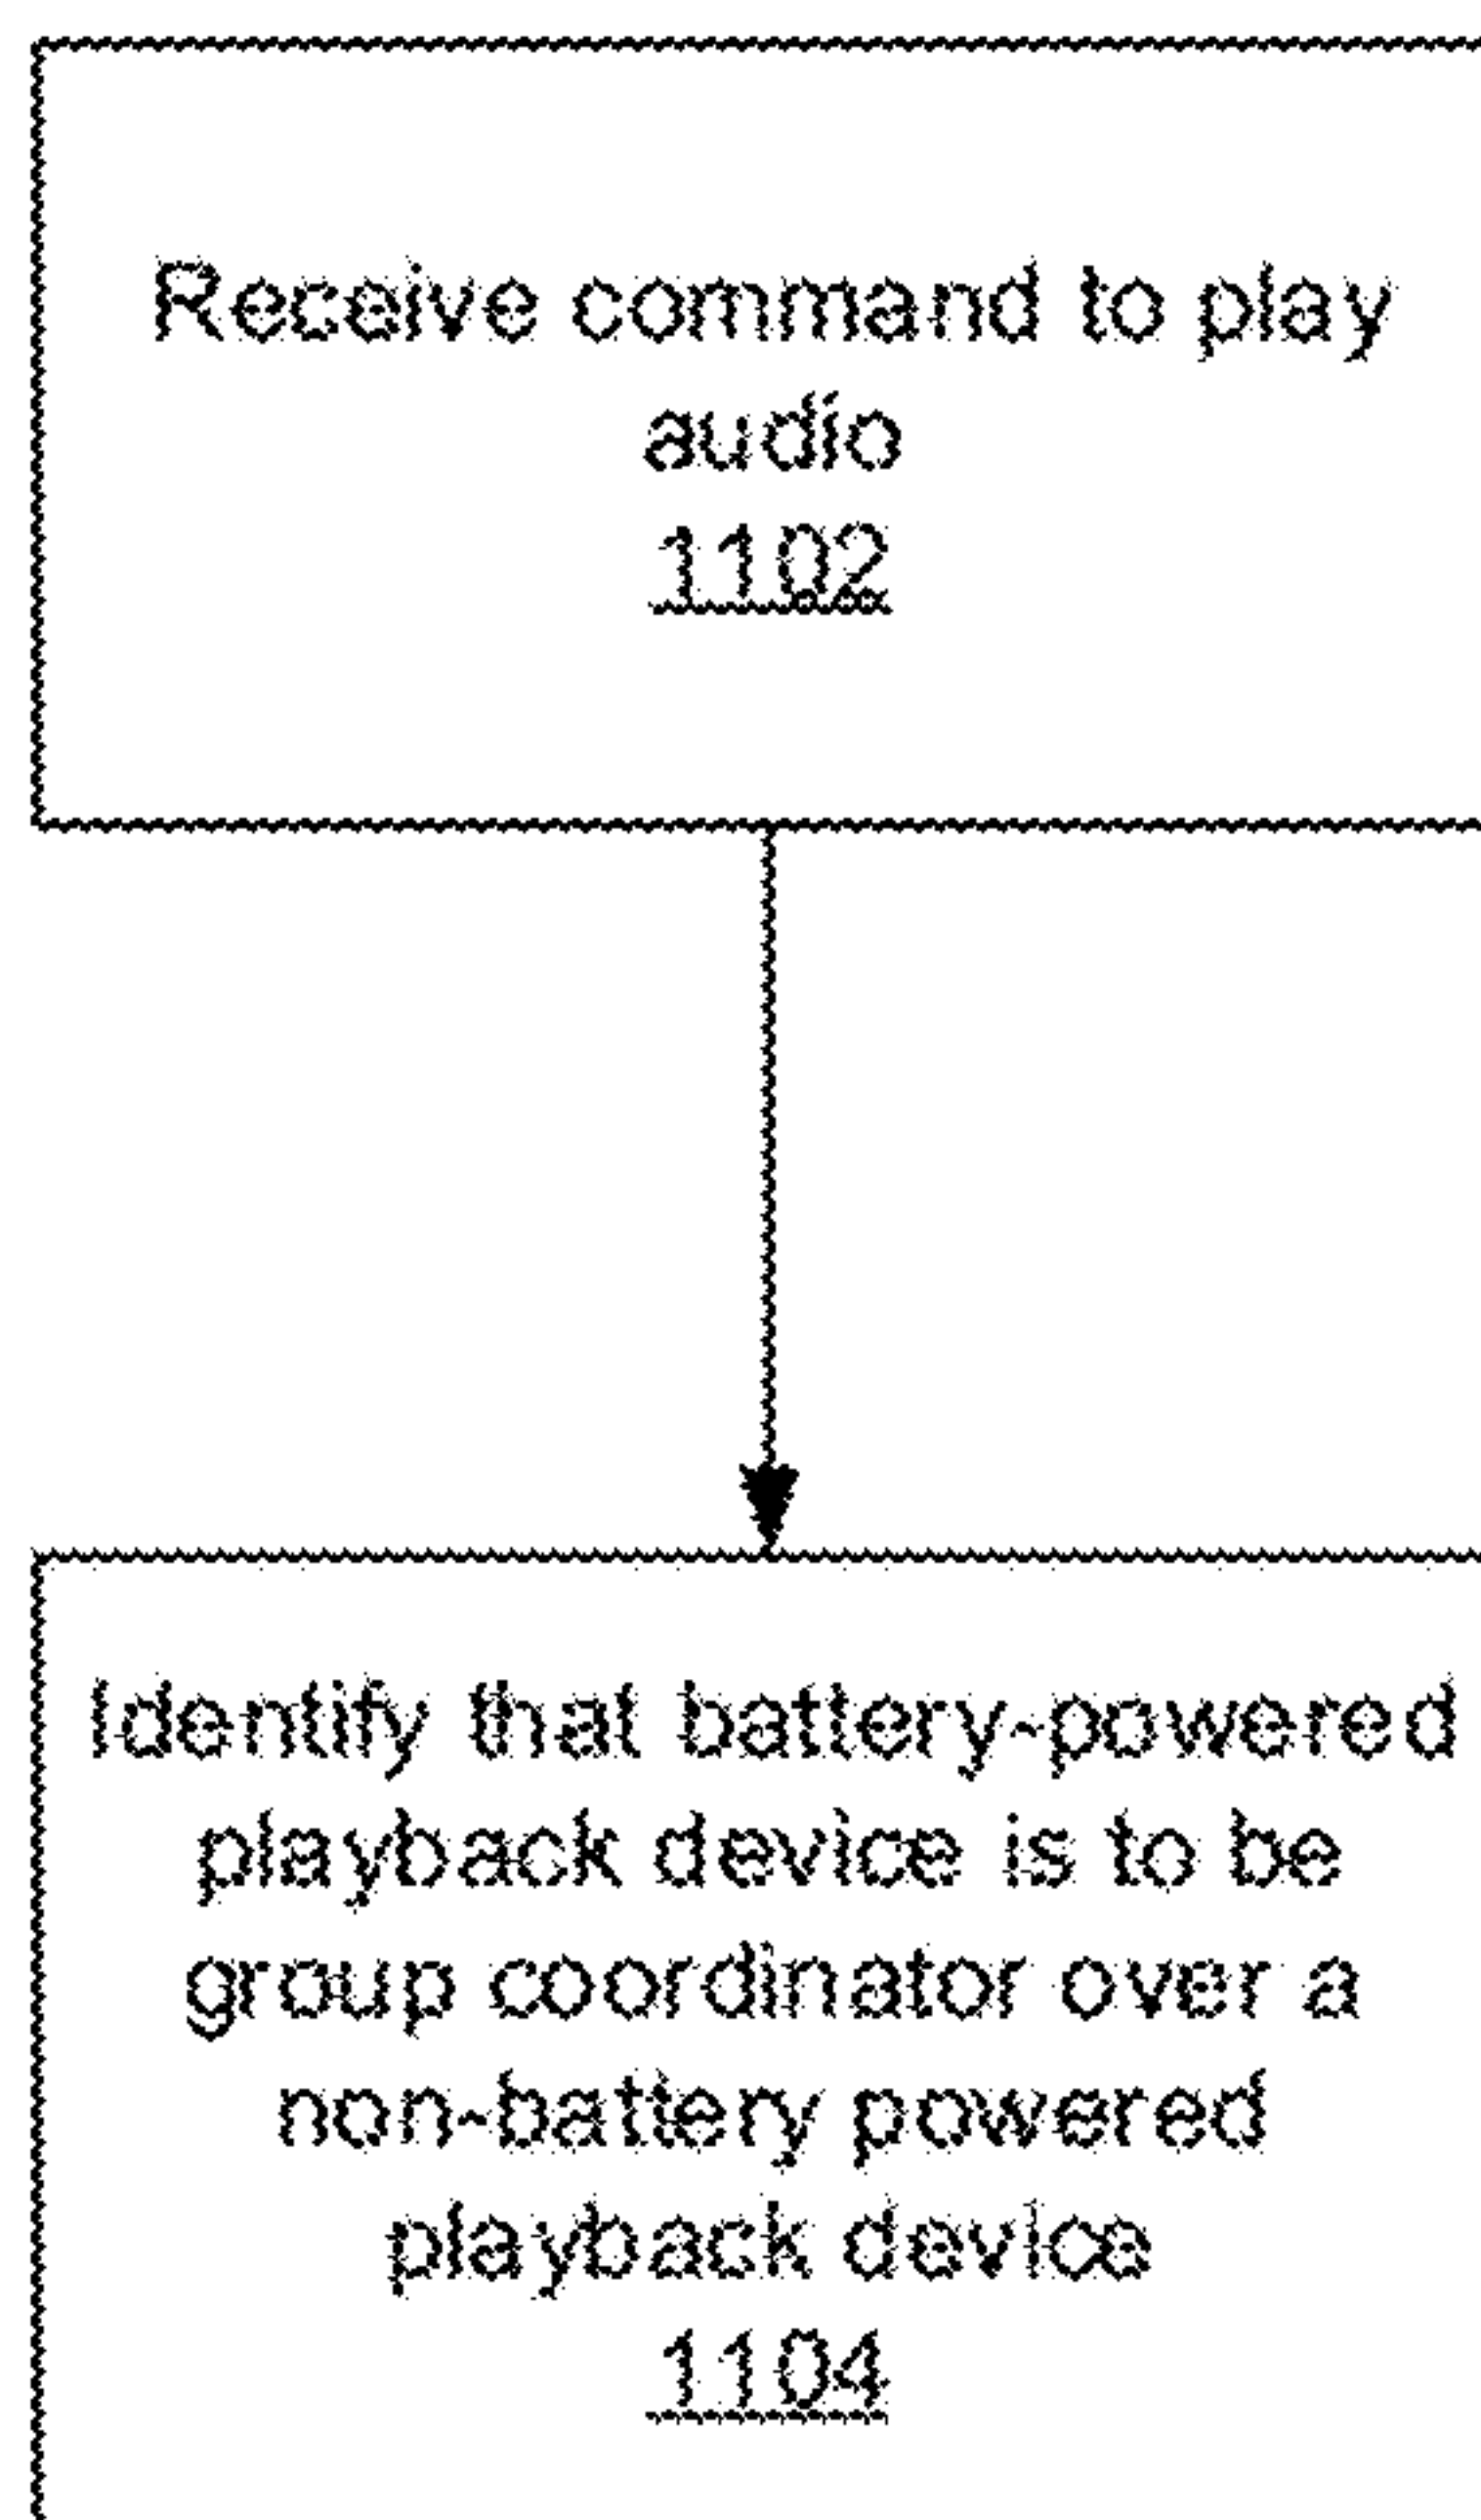 Receive command to play
audio
1102
Identify that battery-powered
playback device is to be
group coordinator over a
non-battery powered
playback device
1104